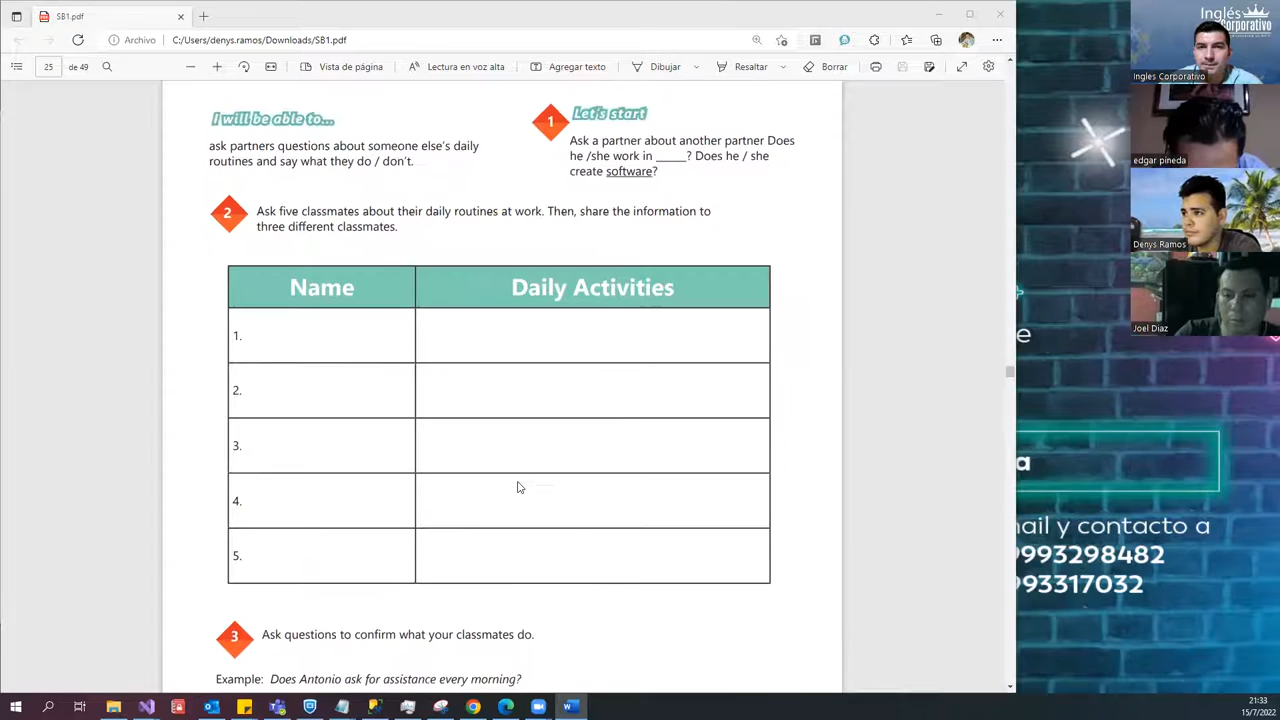 SB1.pdf
Archivo
C:/Users/denys.ramos/Downloads/SB1.pdf
25
de 49
Vista de página
Lectura en voz al
Agregar texto
Dibujar
Resaltar
Borrar
I will be able to...
ask partners questions about someone else's daily
routines and say what they do / don't.
1
Let's start
Ask a partner about another partner Does
he /she work in _____? Does he / she
create software?
2
Ask five classmates about their daily routines at work. Then, share the information to
three different classmates.
Name
Daily Activities
1.
2.
3.
4.
5.
3
Ask questions to confirm what your classmates do.
Example: Does Antonio ask for assistance every morning?
Inglés
Corporativo
Ingles Corporativo
edgar pineda
Denys Ramos
Joel Diaz
e
a
nail y contacto a
9993298482
993317032
21:33
15/7/2022